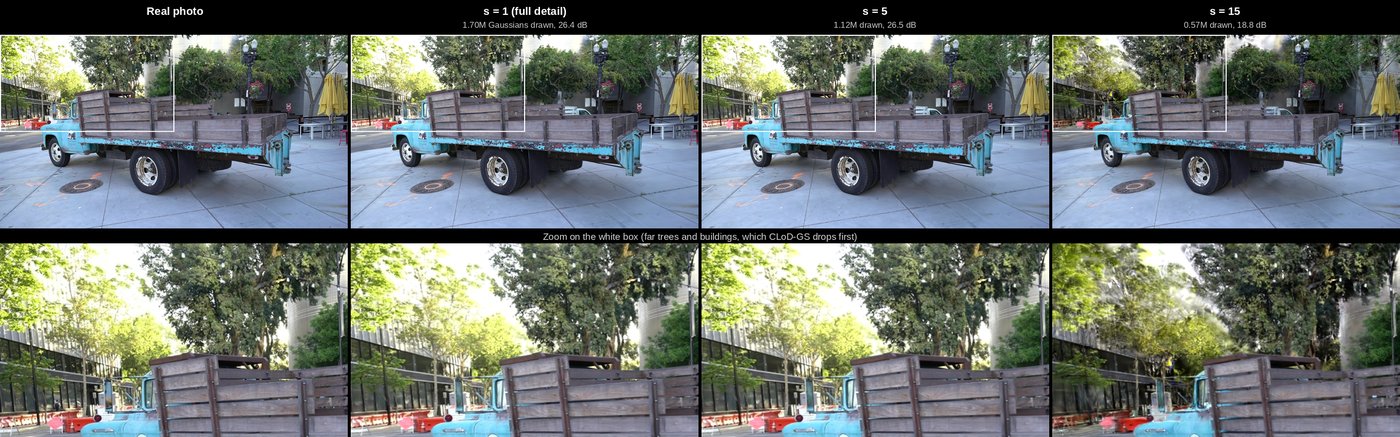 Real photo
s = 1 (full detail)
1.70M Gaussians drawn, 26.4 dB
s = 5
1.12M drawn, 26.5 dB
s = 15
0.57M drawn, 18.8 dB
Zoom on the white box (far trees and buildings, which CLoD-GS drops first)